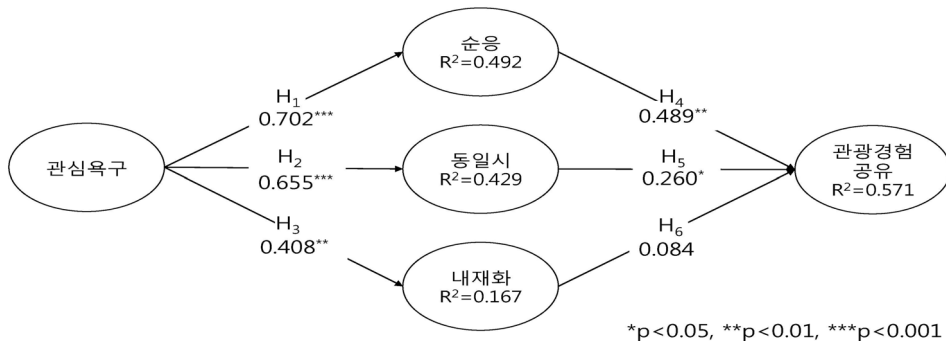 순응
R²=0.492
H₁
0.702***
H₄
0.489**
관심욕구
H₂
0.655***
동일시
R²=0.429
H₅
0.260*
관광경험
공유
R²=0.571
H₃
0.408**
H₆
0.084
내재화
R²=0.167
*p<0.05, **p<0.01, ***p<0.001